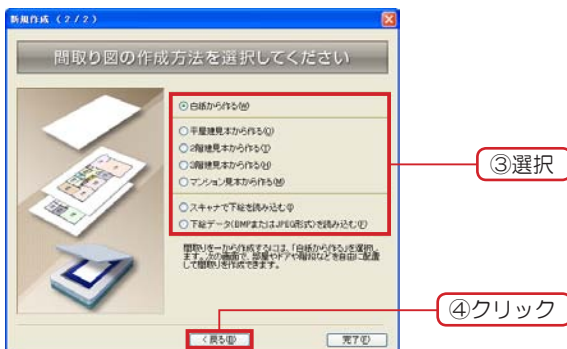 新規作成（2/2）
間取り図の作成方法を選択してください
白紙から作る(W)
平屋建見本から作る(O)
2階建見本から作る(T)
3階建見本から作る(H)
マンション見本から作る(M)
スキャナで下絵を読み込む
下絵データ(BMPまたはJPEG形式)を読み込む
間取りを一から作成するには、「白紙から作る」を選択し
ます。次の画面で、部屋やドアや階段などを自由に配置
して間取りを作成できます。
③選択
④クリック
< 戻る(B)
完了(F)